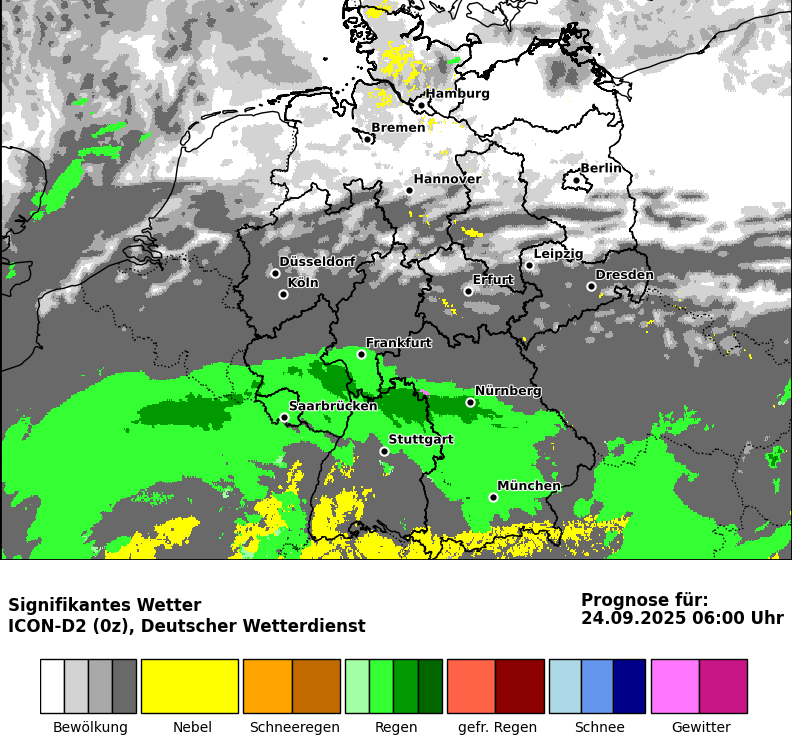 Hamburg
Bremen
Berlin
Hannover
Leipzig
Düsseldorf
Dresden
Erfurt
Köln
Frankfurt
Nürnberg
Saarbrücken
Stuttgart
München
Signifikantes Wetter
ICON-D2 (0z), Deutscher Wetterdienst
Prognose für:
24.09.2025 06:00 Uhr
Bewölkung Nebel Schneeregen Regen gefr. Regen Schnee Gewitter